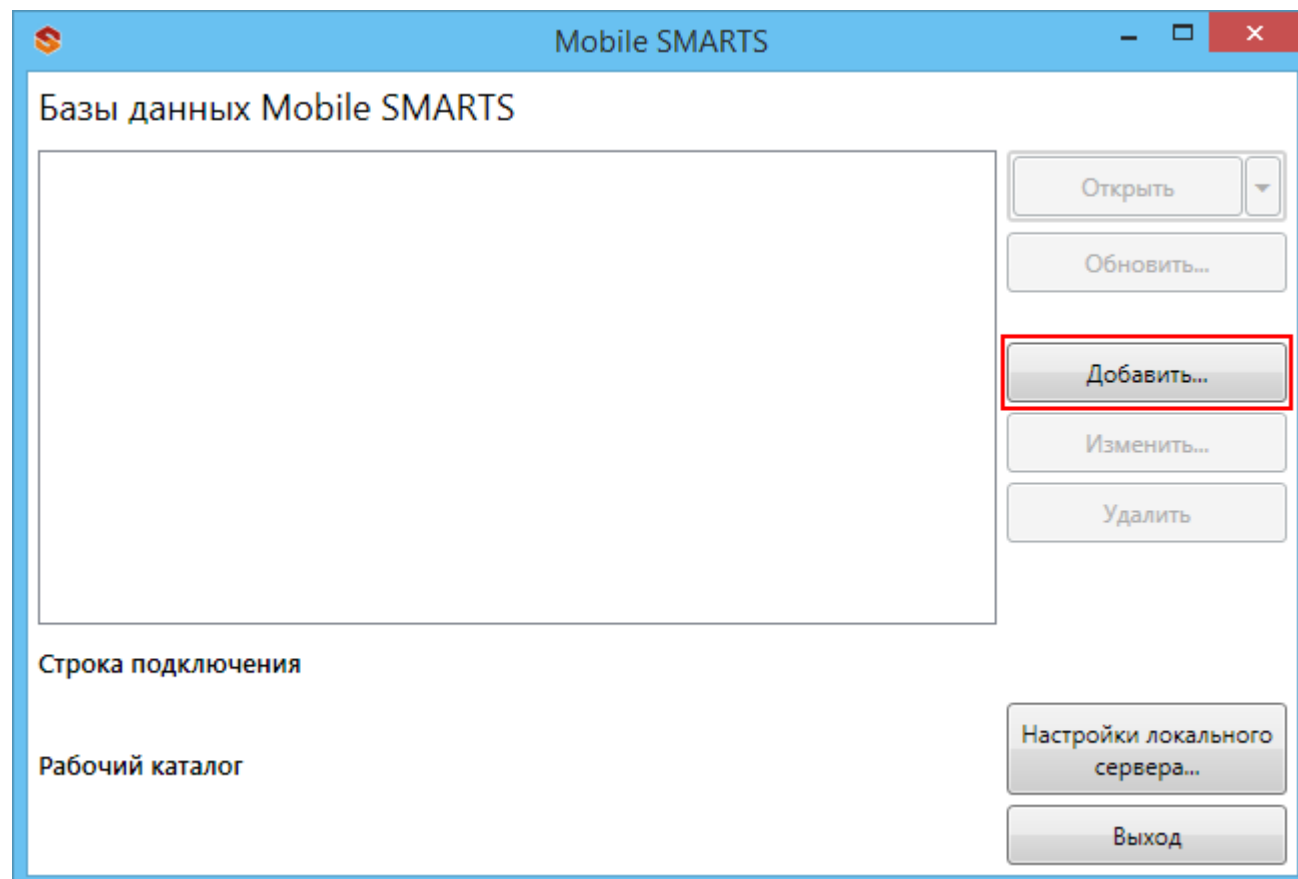 Mobile SMARTS
Базы данных Mobile SMARTS
Открыть
Обновить...
Добавить...
Изменить...
Удалить
Строка подключения
Рабочий каталог
Настройки локального
сервера...
Выход